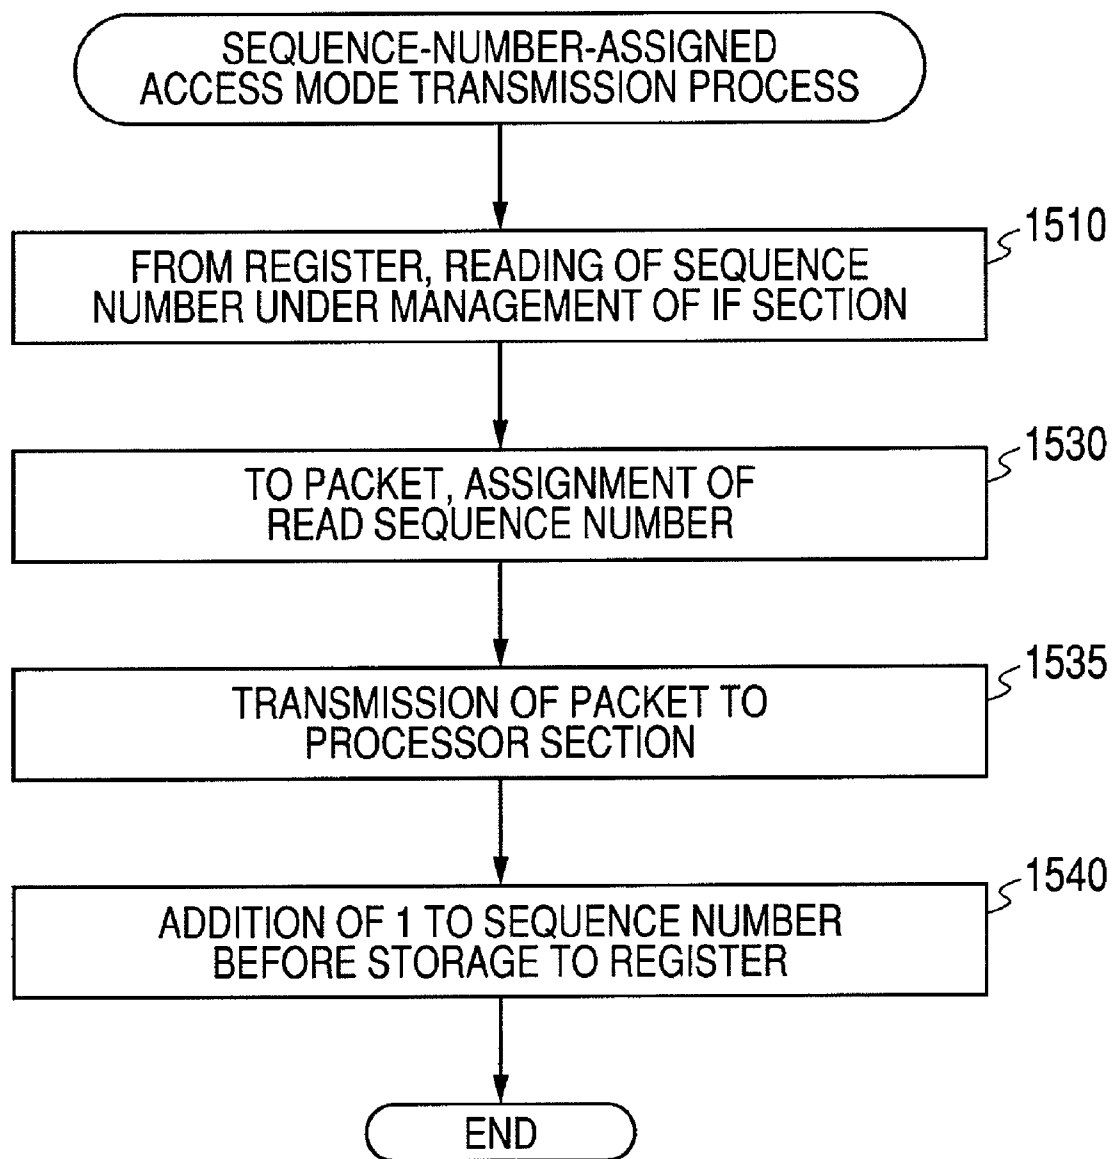 SEQUENCE-NUMBER-ASSIGNED
ACCESS MODE TRANSMISSION PROCESS
1510
FROM REGISTER, READING OF SEQUENCE
NUMBER UNDER MANAGEMENT OF IF SECTION
1530
TO PACKET, ASSIGNMENT OF
READ SEQUENCE NUMBER
1535
TRANSMISSION OF PACKET TO
PROCESSOR SECTION
1540
ADDITION OF 1 TO SEQUENCE NUMBER
BEFORE STORAGE TO REGISTER
END